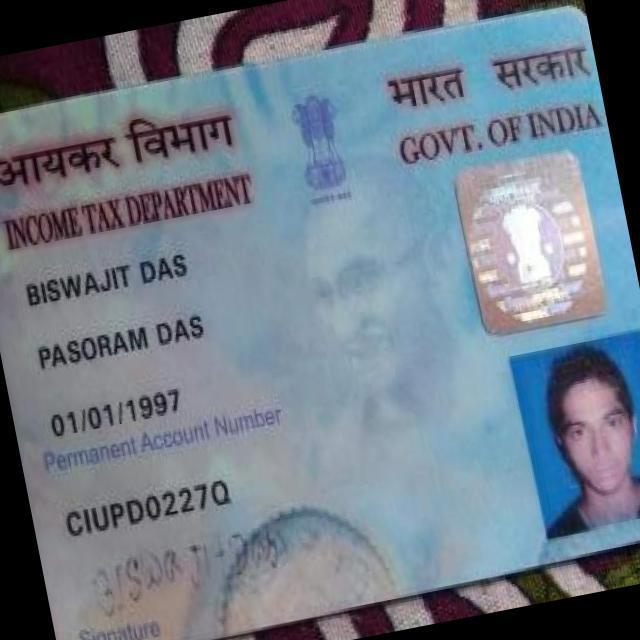 आयकर विभाग
INCOME TAX DEPARTMENT
भारत सरकार
GOVT. OF INDIA
BISWAJIT DAS
PASORAM DAS
01/01/1997
Permanent Account Number
CIUPD0227Q
Signature